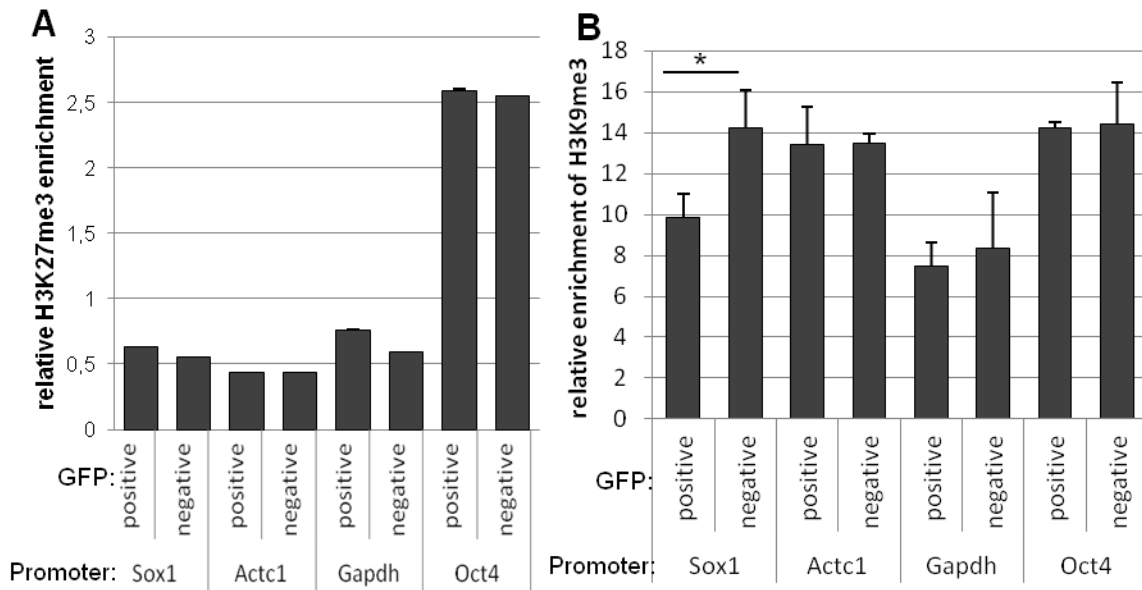 A
relative H3K27me3 enrichment
3
2,5
2
1,5
1
0,5
0
GFP:
positive
negative
positive
negative
positive
negative
positive
negative
Promoter:
Sox1
Actc1
Gapdh
Oct4
B
relative enrichment of H3K9me3
18
16
14
12
10
8
6
4
2
0
*
GFP:
positive
negative
positive
negative
positive
negative
positive
negative
Promoter:
Sox1
Actc1
Gapdh
Oct4